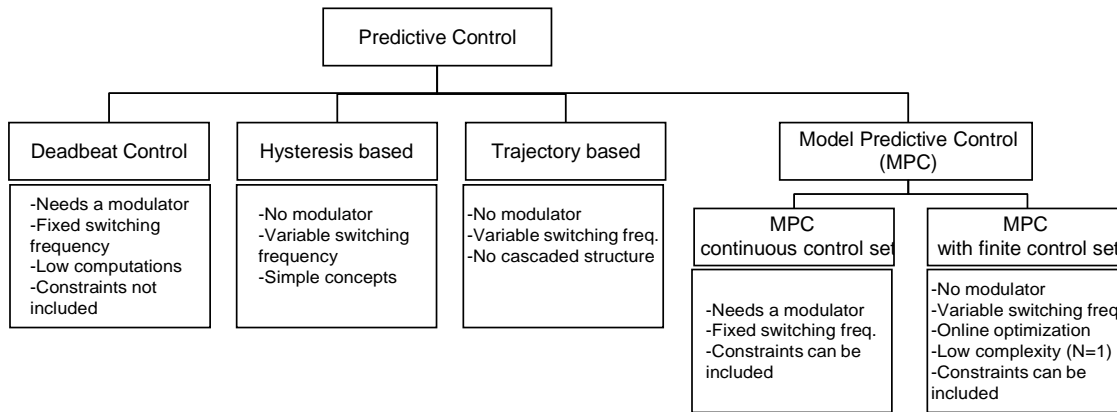 Predictive Control
Deadbeat Control
-Needs a modulator
-Fixed switching
frequency
-Low computations
-Constraints not
included
Hysteresis based
-No modulator
-Variable switching
frequency
-Simple concepts
Trajectory based
-No modulator
-Variable switching freq.
-No cascaded structure
Model Predictive Control
(MPC)
MPC
continuous control set
-Needs a modulator
-Fixed switching freq.
-Constraints can be
included
MPC
with finite control set
-No modulator
-Variable switching freq
-Online optimization
-Low complexity (N=1)
-Constraints can be
included